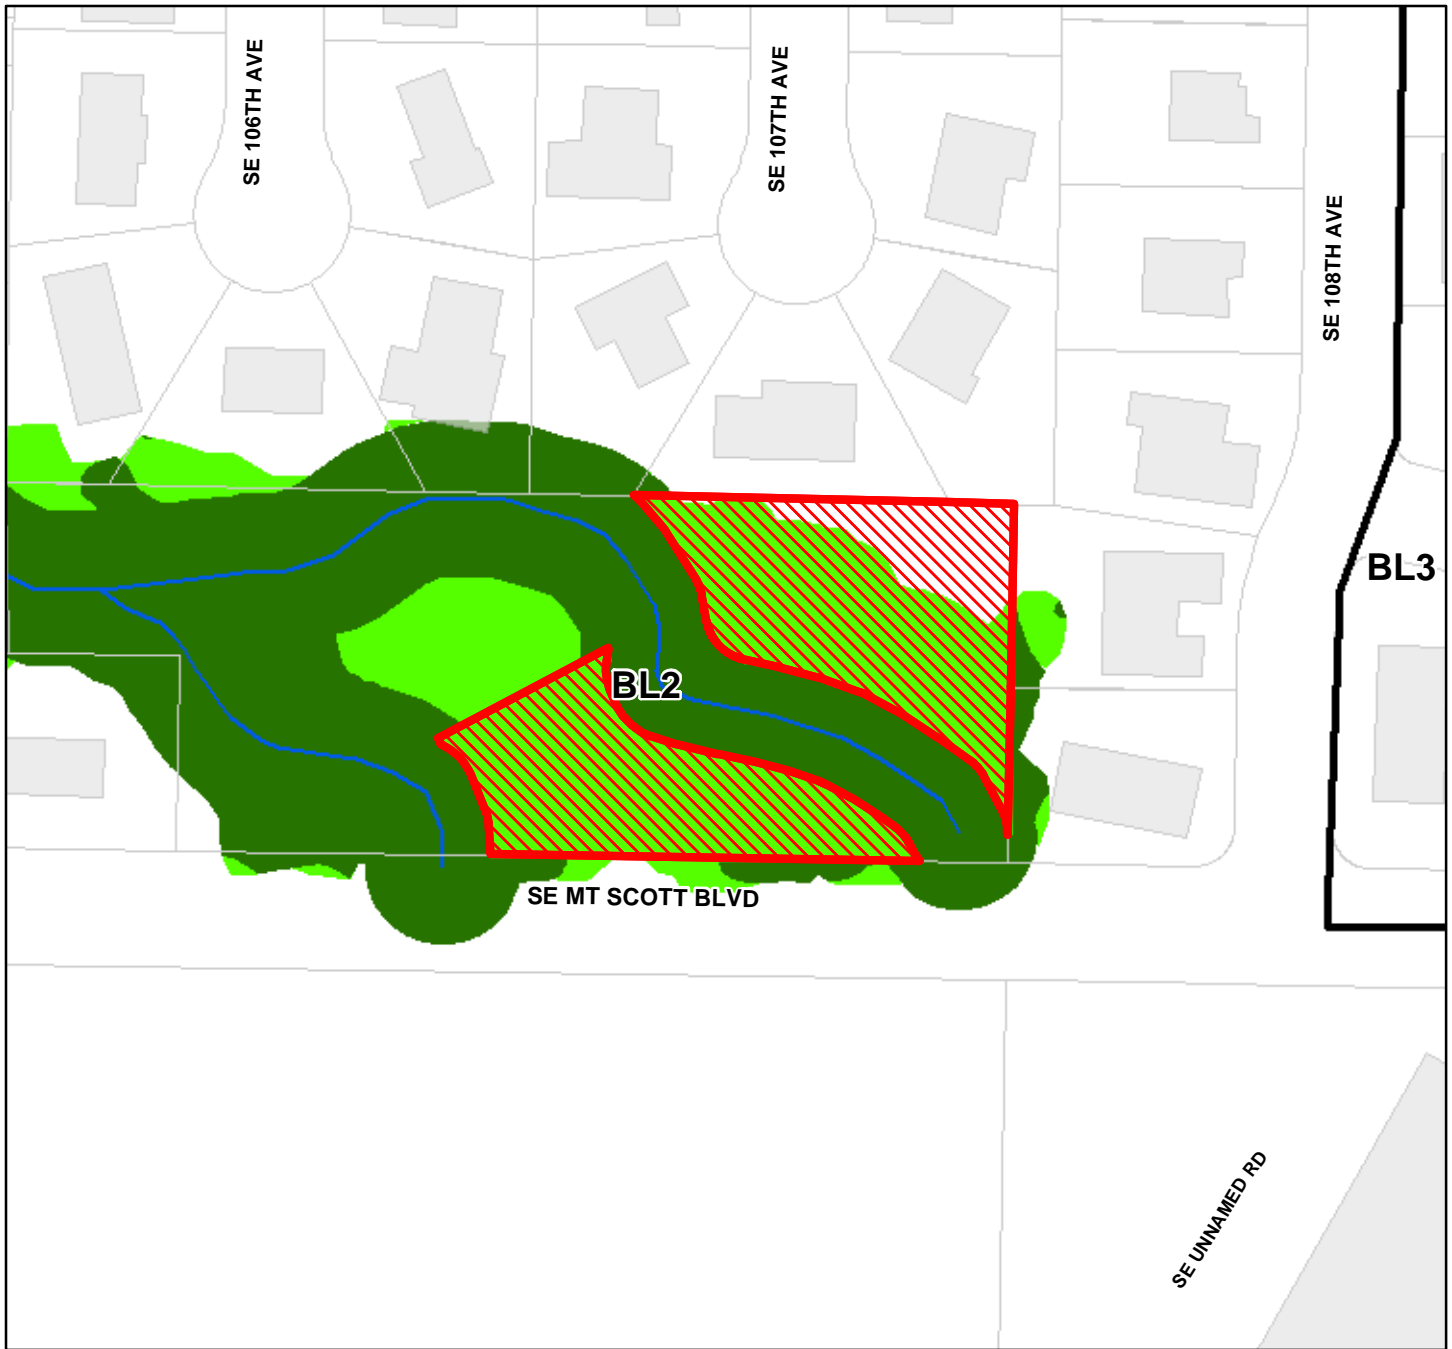 SE 106TH AVE
SE 107TH AVE
SE 108TH AVE
BL3
BL2
SE MT SCOTT BLVD
SE UNNAMED RD